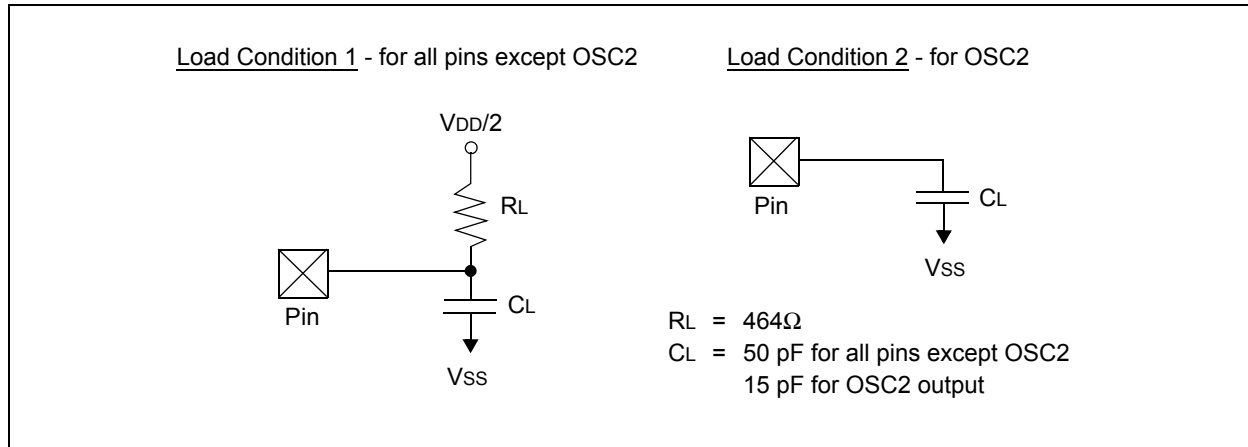 Load Condition 1 - for all pins except OSC2
VDD/2
RL
Pin
CL
VSS
Load Condition 2 - for OSC2
Pin
CL
VSS
RL = 464Ω
CL = 50 pF for all pins except OSC2
15 pF for OSC2 output